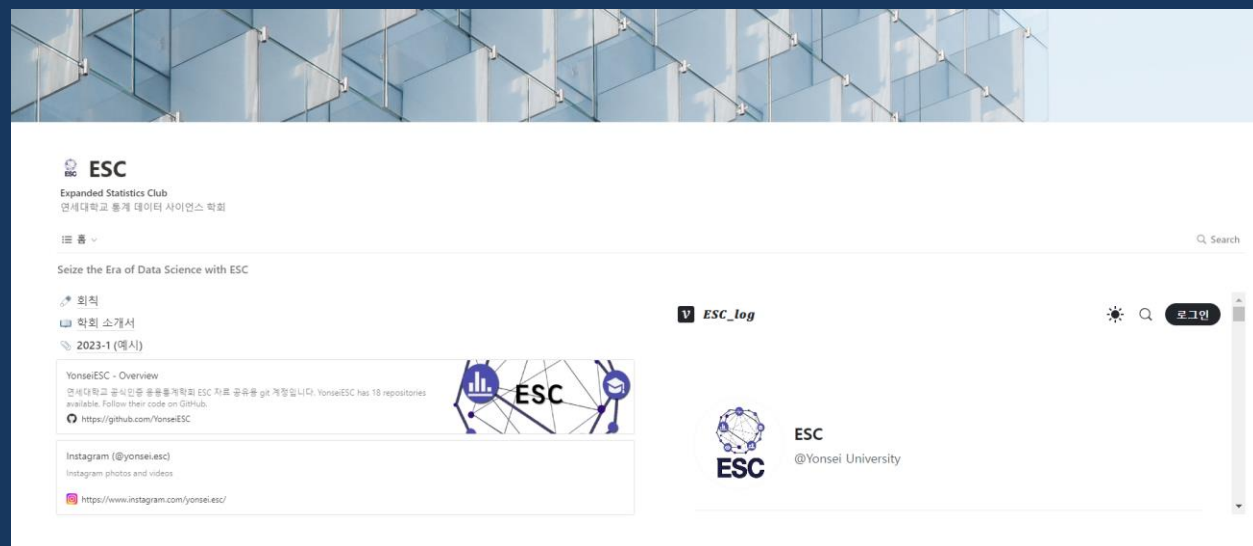 ESC
ESC
Expanded Statistics Club
연세대학교 통계 데이터 사이언스 학회
홈
Search
Seize the Era of Data Science with ESC
회칙
학회 소개서
2023-1 (예시)
YonseiESC - Overview
연세대학교 공식인증 응용통계학회 ESC 자료 공유용 git 계정입니다. YonseiESC has 18 repositories
available. Follow their code on GitHub.
https://github.com/YonseiESC
ESC
Instagram (@yonsei.esc)
Instagram photos and videos
https://www.instagram.com/yonsei.esc/
V ESC_log
로그인
ESC
ESC
@Yonsei University